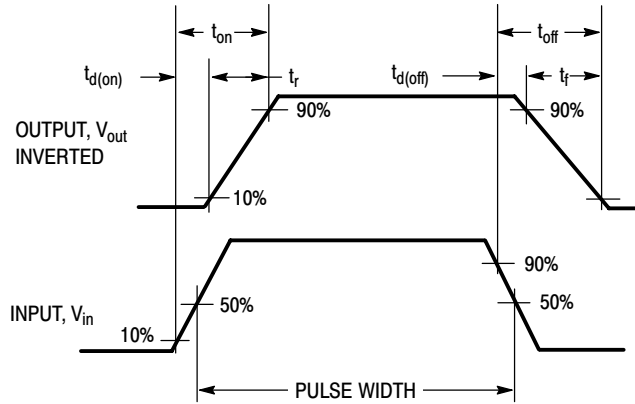 t_on t_off
t_d(on) t_r t_d(off) t_f
OUTPUT, V_out
INVERTED
90% 90%
10%
INPUT, V_in
90%
50% 50%
10%
PULSE WIDTH